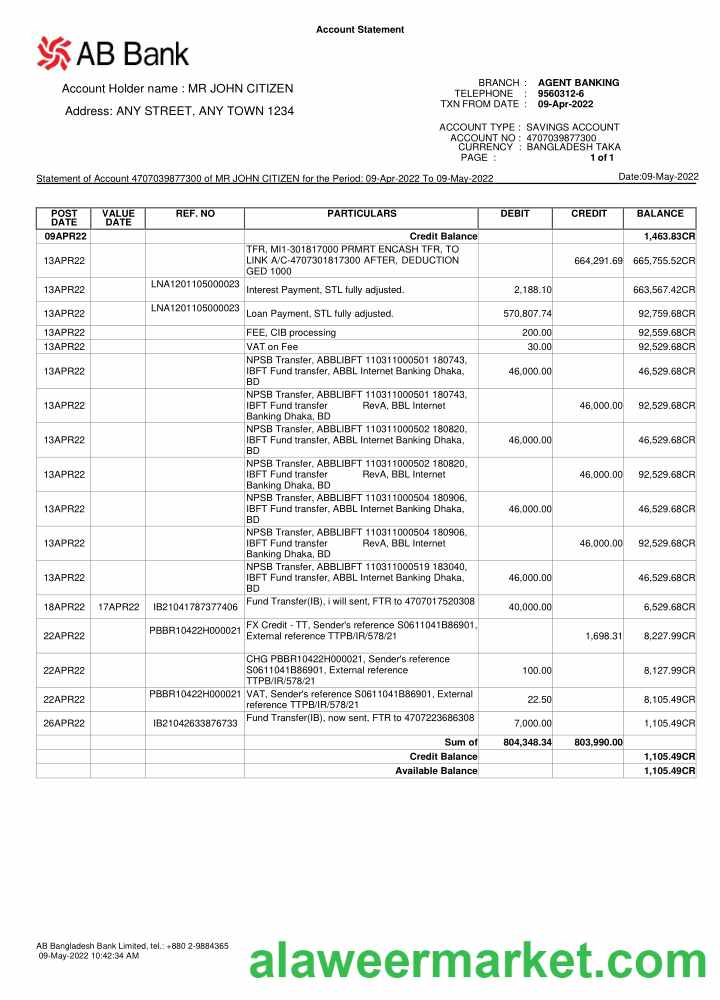 Account Statement
AB Bank
Account Holder name : MR JOHN CITIZEN
Address: ANY STREET, ANY TOWN 1234
BRANCH : AGENT BANKING
TELEPHONE : 9560312-6
TXN FROM DATE : 09-Apr-2022
ACCOUNT TYPE : SAVINGS ACCOUNT
ACCOUNT NO : 4707039877300
CURRENCY : BANGLADESH TAKA
PAGE : 1 of 1
Statement of Account 4707039877300 of MR JOHN CITIZEN for the Period: 09-Apr-2022 To 09-May-2022 Date:09-May-2022
POST DATE VALUE DATE REF. NO PARTICULARS DEBIT CREDIT BALANCE
09APR22 Credit Balance 1,463.83CR
TFR, MI1-301817000 PRMRT ENCASH TFR, TO
13APR22 LINK A/C-4707301817300 AFTER, DEDUCTION 664,291.69 665,755.52CR
GED 1000
13APR22 LNA1201105000023 Interest Payment, STL fully adjusted. 2,188.10 663,567.42CR
13APR22 LNA1201105000023 Loan Payment, STL fully adjusted. 570,807.74 92,759.68CR
13APR22 FEE, CIB processing 200.00 92,559.68CR
13APR22 VAT on Fee 30.00 92,529.68CR
NPSB Transfer, ABBLIBFT 110311000501 180743,
13APR22 IBFT Fund transfer, ABBL Internet Banking Dhaka, 46,000.00 46,529.68CR
BD
NPSB Transfer, ABBLIBFT 110311000501 180743,
13APR22 IBFT Fund transfer RevA, BBL Internet 46,000.00 92,529.68CR
Banking Dhaka, BD
NPSB Transfer, ABBLIBFT 110311000502 180820,
13APR22 IBFT Fund transfer, ABBL Internet Banking Dhaka, 46,000.00 46,529.68CR
BD
NPSB Transfer, ABBLIBFT 110311000502 180820,
13APR22 IBFT Fund transfer RevA, BBL Internet 46,000.00 92,529.68CR
Banking Dhaka, BD
NPSB Transfer, ABBLIBFT 110311000504 180906,
13APR22 IBFT Fund transfer, ABBL Internet Banking Dhaka, 46,000.00 46,529.68CR
BD
NPSB Transfer, ABBLIBFT 110311000504 180906,
13APR22 IBFT Fund transfer RevA, BBL Internet 46,000.00 92,529.68CR
Banking Dhaka, BD
NPSB Transfer, ABBLIBFT 110311000519 183040,
13APR22 IBFT Fund transfer, ABBL Internet Banking Dhaka, 46,000.00 46,529.68CR
BD
18APR22 17APR22 IB21041787377406 Fund Transfer(IB), i will sent, FTR to 4707017520308 40,000.00 6,529.68CR
22APR22 PBBR10422H000021 FX Credit - TT, Sender's reference S0611041B86901, 1,698.31 8,227.99CR
External reference TTPB/IR/578/21
CHG PBBR10422H000021, Sender's reference
22APR22 S0611041B86901, External reference 100.00 8,127.99CR
TTPB/IR/578/21
22APR22 PBBR10422H000021 VAT, Sender's reference S0611041B86901, External 22.50 8,105.49CR
reference TTPB/IR/578/21
26APR22 IB21042633876733 Fund Transfer(IB), now sent, FTR to 4707223686308 7,000.00 1,105.49CR
Sum of 804,348.34 803,990.00
Credit Balance 1,105.49CR
Available Balance 1,105.49CR
AB Bangladesh Bank Limited, tel.: +880 2-9884365
09-May-2022 10:42:34 AM
alaweermarket.com